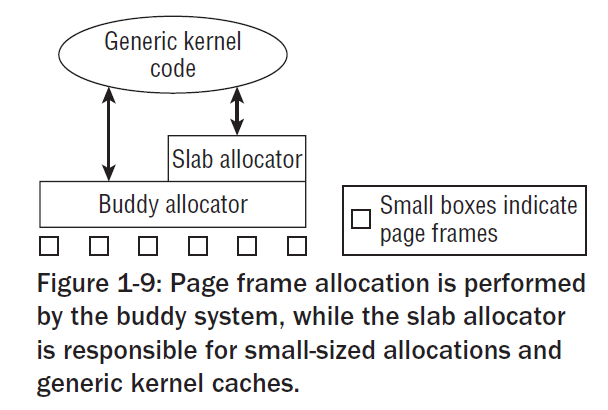 Generic kernel
code
Slab allocator
Buddy allocator
Small boxes indicate
page frames
Figure 1-9: Page frame allocation is performed
by the buddy system, while the slab allocator
is responsible for small-sized allocations and
generic kernel caches.